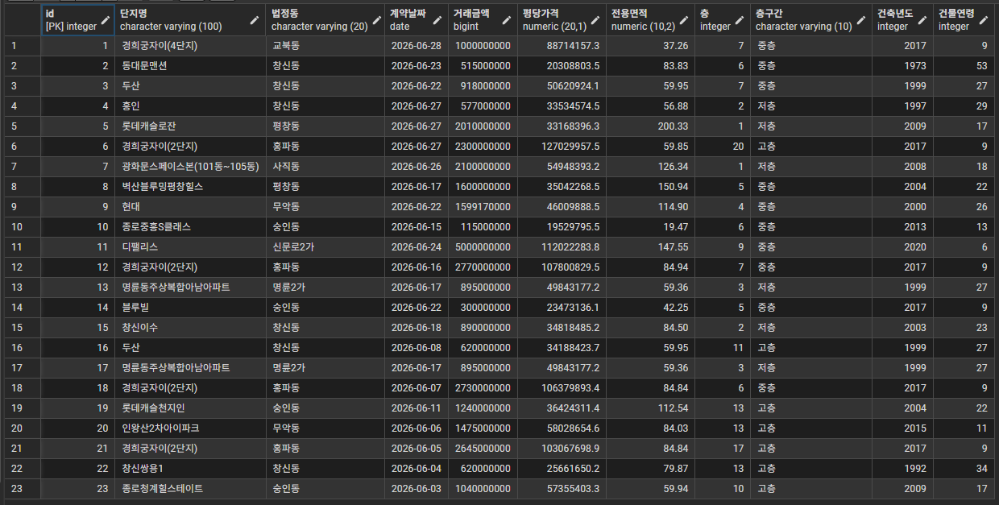 id 단지명 법정동 계약날짜 거래금액 평당가격 전용면적 층 층구간 건축년도 건물연령
[PK] integer character varying (100) character varying (20) date bigint numeric (20,1) numeric (10,2) integer character varying (10) integer integer
1 1 경희궁자이(4단지) 교북동 2026-06-28 1000000000 88714157.3 37.26 7 중층 2017 9
2 2 동대문맨션 창신동 2026-06-23 515000000 20308803.5 83.83 6 중층 1973 53
3 3 두산 창신동 2026-06-22 918000000 50620924.1 59.95 7 중층 1999 27
4 4 홍인 창신동 2026-06-27 577000000 33534574.5 56.88 2 저층 1997 29
5 5 롯데캐슬로잔 평창동 2026-06-27 2010000000 33168396.3 200.33 1 저층 2009 17
6 6 경희궁자이(2단지) 홍파동 2026-06-27 2300000000 127029957.5 59.85 20 고층 2017 9
7 7 광화문스페이스본(101동~105동) 사직동 2026-06-26 2100000000 54948393.2 126.34 1 저층 2008 18
8 8 벽산블루밍평창힐스 평창동 2026-06-17 1600000000 35042268.5 150.94 5 중층 2004 22
9 9 현대 무악동 2026-06-22 1599170000 46009888.5 114.90 4 중층 2000 26
10 10 종로중흥S클래스 숭인동 2026-06-15 115000000 19529795.5 19.47 6 중층 2013 13
11 11 디팰리스 신문로2가 2026-06-24 5000000000 112022283.8 147.55 9 중층 2020 6
12 12 경희궁자이(2단지) 홍파동 2026-06-16 2770000000 107800829.5 84.94 7 중층 2017 9
13 13 명륜동주상복합아남아파트 명륜2가 2026-06-17 895000000 49843177.2 59.36 3 저층 1999 27
14 14 블루빌 숭인동 2026-06-22 300000000 23473136.1 42.25 5 중층 2017 9
15 15 창신이수 창신동 2026-06-18 890000000 34818485.2 84.50 2 저층 2003 23
16 16 두산 창신동 2026-06-08 620000000 34188423.7 59.95 11 고층 1999 27
17 17 명륜동주상복합아남아파트 명륜2가 2026-06-17 895000000 49843177.2 59.36 3 저층 1999 27
18 18 경희궁자이(2단지) 홍파동 2026-06-07 2730000000 106379893.4 84.84 6 중층 2017 9
19 19 롯데캐슬천지인 숭인동 2026-06-11 1240000000 36424311.4 112.54 13 고층 2004 22
20 20 인왕산2차아이파크 무악동 2026-06-06 1475000000 58028654.6 84.03 13 고층 2015 11
21 21 경희궁자이(2단지) 홍파동 2026-06-05 2645000000 103067698.9 84.84 17 고층 2017 9
22 22 창신쌍용1 창신동 2026-06-04 620000000 25661650.2 79.87 13 고층 1992 34
23 23 종로청계힐스테이트 숭인동 2026-06-03 1040000000 57355403.3 59.94 10 고층 2009 17